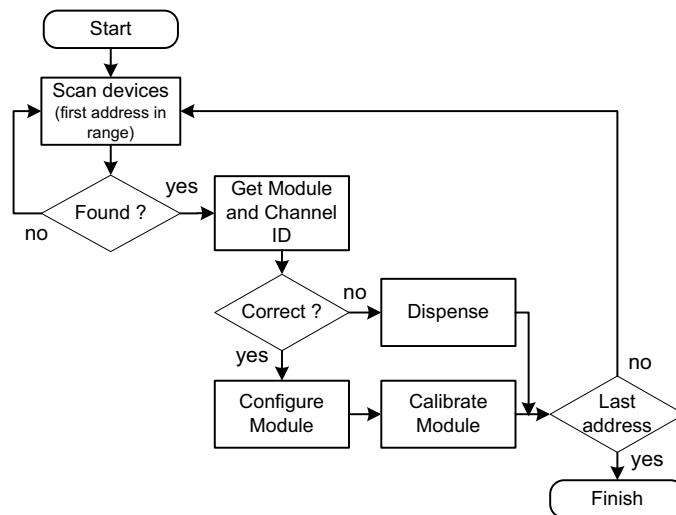 Start
Scan devices
(first address in
range)
Found ?
yes
no
Get Module
and Channel
ID
Correct ?
no
yes
Dispense
Configure
Module
Calibrate
Module
Last
address
no
yes
Finish